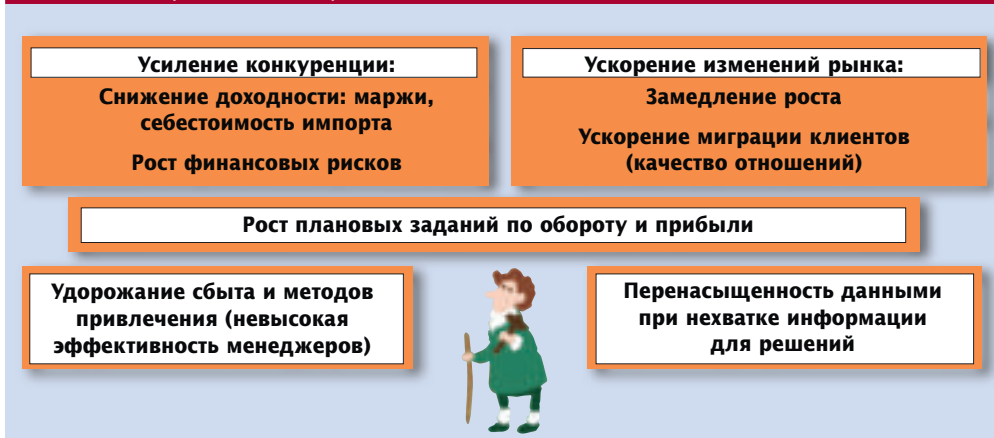 Усиление конкуренции:
Снижение доходности: маржи,
себестоимость импорта
Рост финансовых рисков
Ускорение изменений рынка:
Замедление роста
Ускорение миграции клиентов
(качество отношений)
Рост плановых заданий по обороту и прибыли
Удорожание сбыта и методов
привлечения (невысокая
эффективность менеджеров)
Перенасыщенность данными
при нехватке информации
для решений